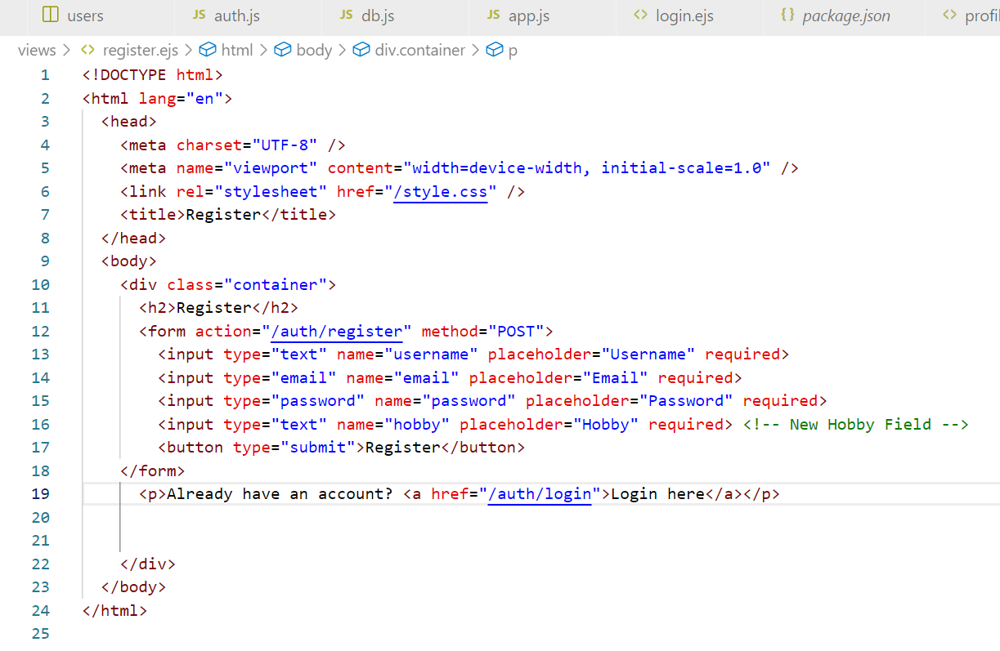 users JS auth.js JS db.js JS app.js <> login.ejs {} package.json <> profil
views > <> register.ejs > html > body > div.container > p
1 <!DOCTYPE html>
2 <html lang="en">
3 <head>
4 <meta charset="UTF-8" />
5 <meta name="viewport" content="width=device-width, initial-scale=1.0" />
6 <link rel="stylesheet" href="/style.css" />
7 <title>Register</title>
8 </head>
9 <body>
10 <div class="container">
11 <h2>Register</h2>
12 <form action="/auth/register" method="POST">
13 <input type="text" name="username" placeholder="Username" required>
14 <input type="email" name="email" placeholder="Email" required>
15 <input type="password" name="password" placeholder="Password" required>
16 <input type="text" name="hobby" placeholder="Hobby" required> <!-- New Hobby Field -->
17 <button type="submit">Register</button>
18 </form>
19 <p>Already have an account? <a href="/auth/login">Login here</a></p>
20
21
22 </div>
23 </body>
24 </html>
25